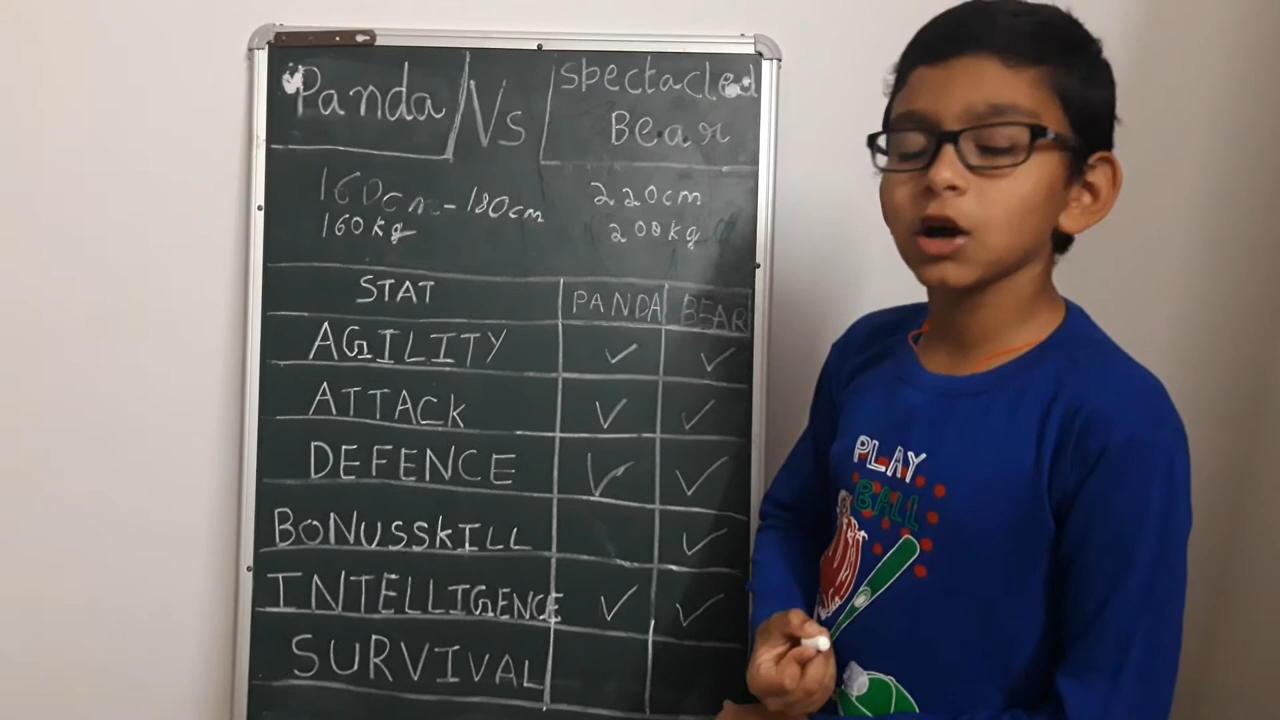 Panda Vs Spectacled
Bear
160cm-180cm 220cm
160kg 200kg
STAT PANDA BEAR
AGILITY ✓ ✓
ATTACK ✓ ✓
DEFENCE ✓ ✓
BONUSSKILL ✓
INTELLIGENCE ✓ ✓
SURVIVAL
PLAY
BALL